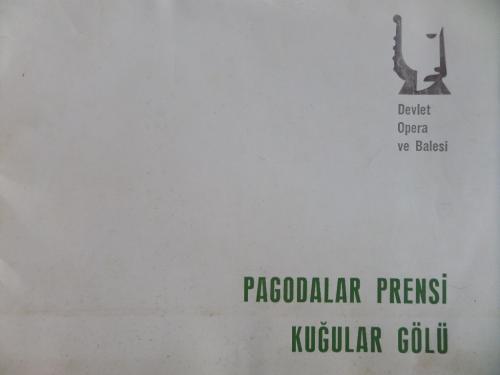 Devlet
Opera
ve Balesi
PAGODALAR PRENSİ
KUĞULAR GÖLÜ